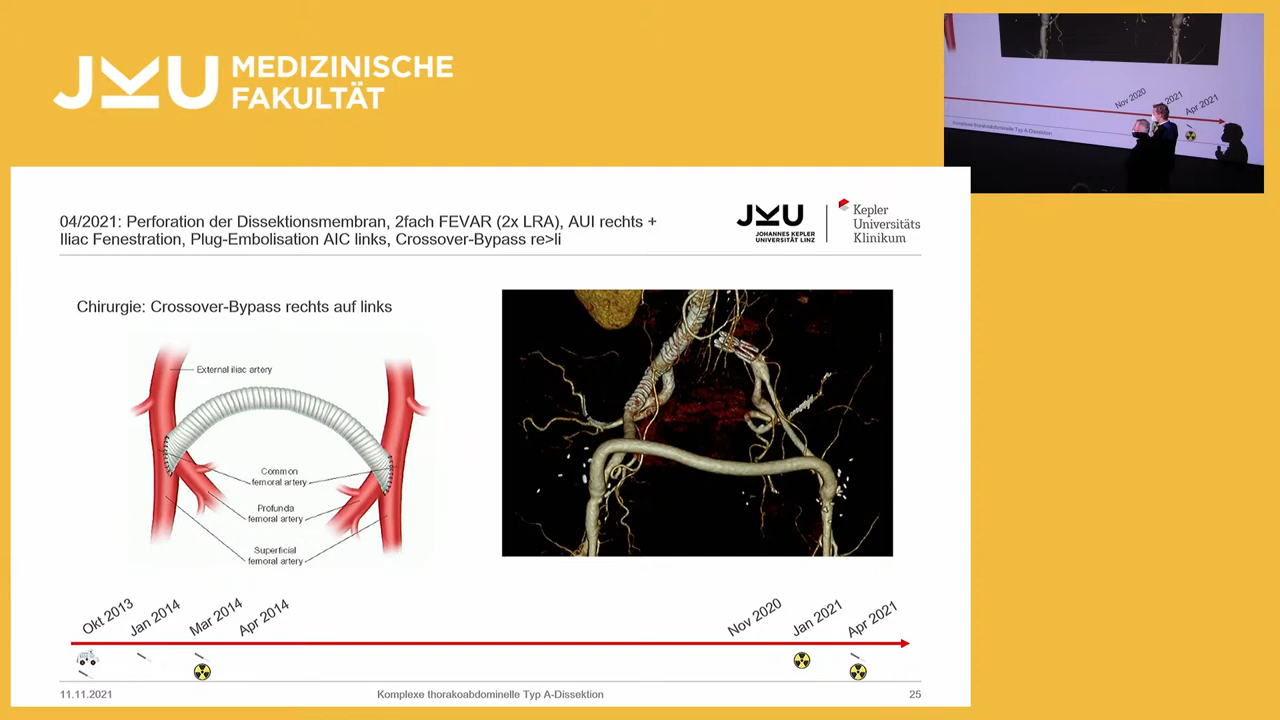 JKU MEDIZINISCHE
FAKULTÄT
Nov 2020
2021
Apr 2021
Komplexe thorakoabdominelle Typ A-Dissektion
04/2021: Perforation der Dissektionsmembran, 2fach FEVAR (2x LRA), AUI rechts +
Iliac Fenestration, Plug-Embolisation AIC links, Crossover-Bypass re>li
JKU
JOHANNES KEPLER
UNIVERSITÄT LINZ
Kepler
Universitäts
Klinikum
Chirurgie: Crossover-Bypass rechts auf links
External iliac artery
Common
femoral artery
Profunda
femoral artery
Superficial
femoral artery
Okt 2013
Jan 2014
Mar 2014
Apr 2014
Nov 2020
Jan 2021
Apr 2021
11.11.2021
Komplexe thorakoabdominelle Typ A-Dissektion
25